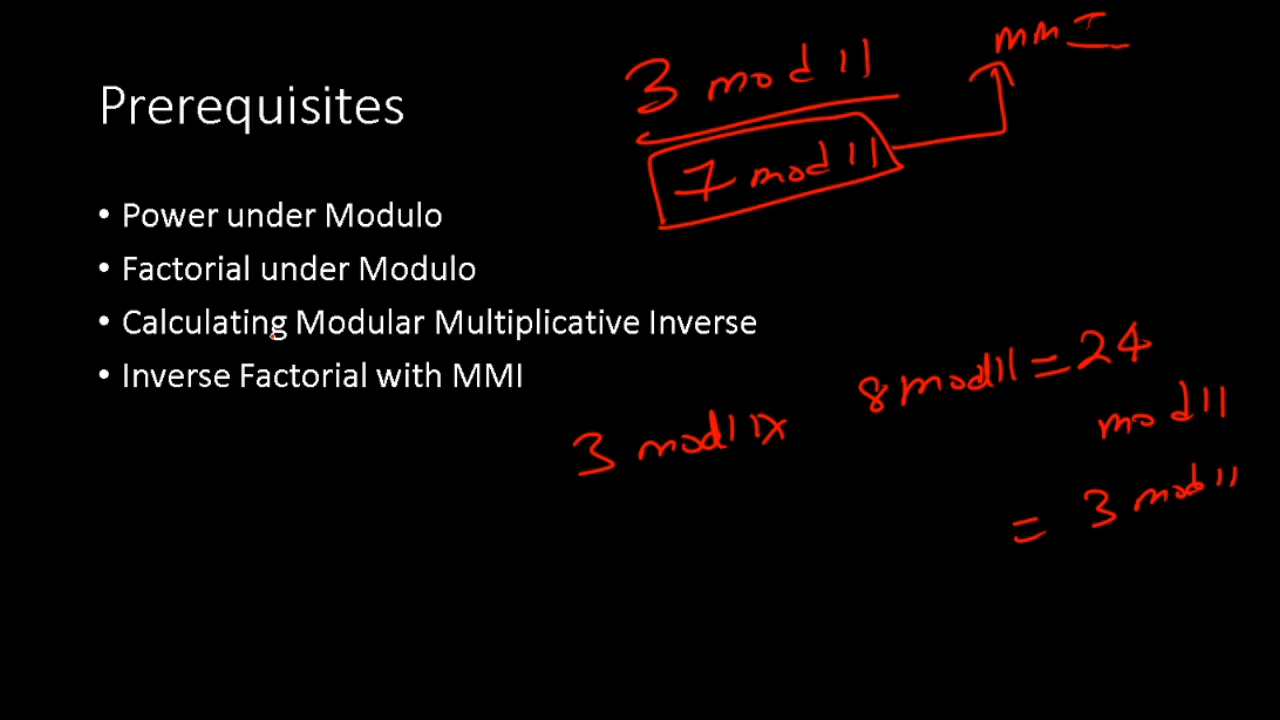 Prerequisites
3 mod 11
7 mod 11
MMI
• Power under Modulo
• Factorial under Modulo
• Calculating Modular Multiplicative Inverse
• Inverse Factorial with MMI
3 mod 11 x 8 mod 11 = 24
mod 11
= 3 mod 11